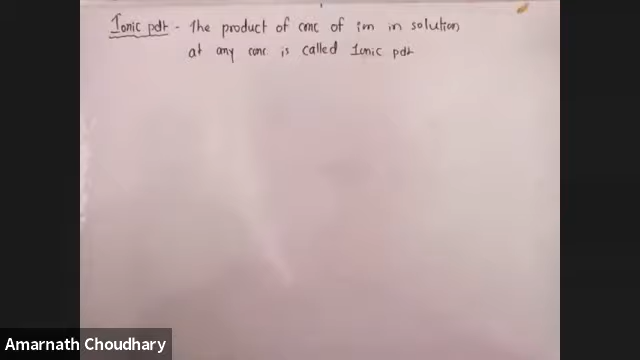 Ionic pdt - The product of conc of ion in solution
at any conc is called Ionic pdt
Amarnath Choudhary